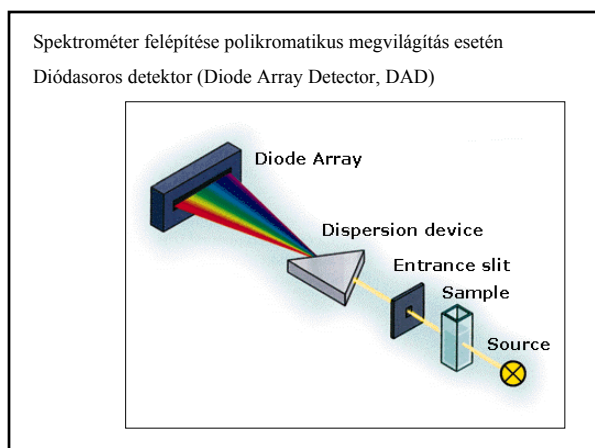 Spektrométer felépítése polikromatikus megvilágítás esetén
Diódasoros detektor (Diode Array Detector, DAD)
Diode Array
Dispersion device
Entrance slit
Sample
Source